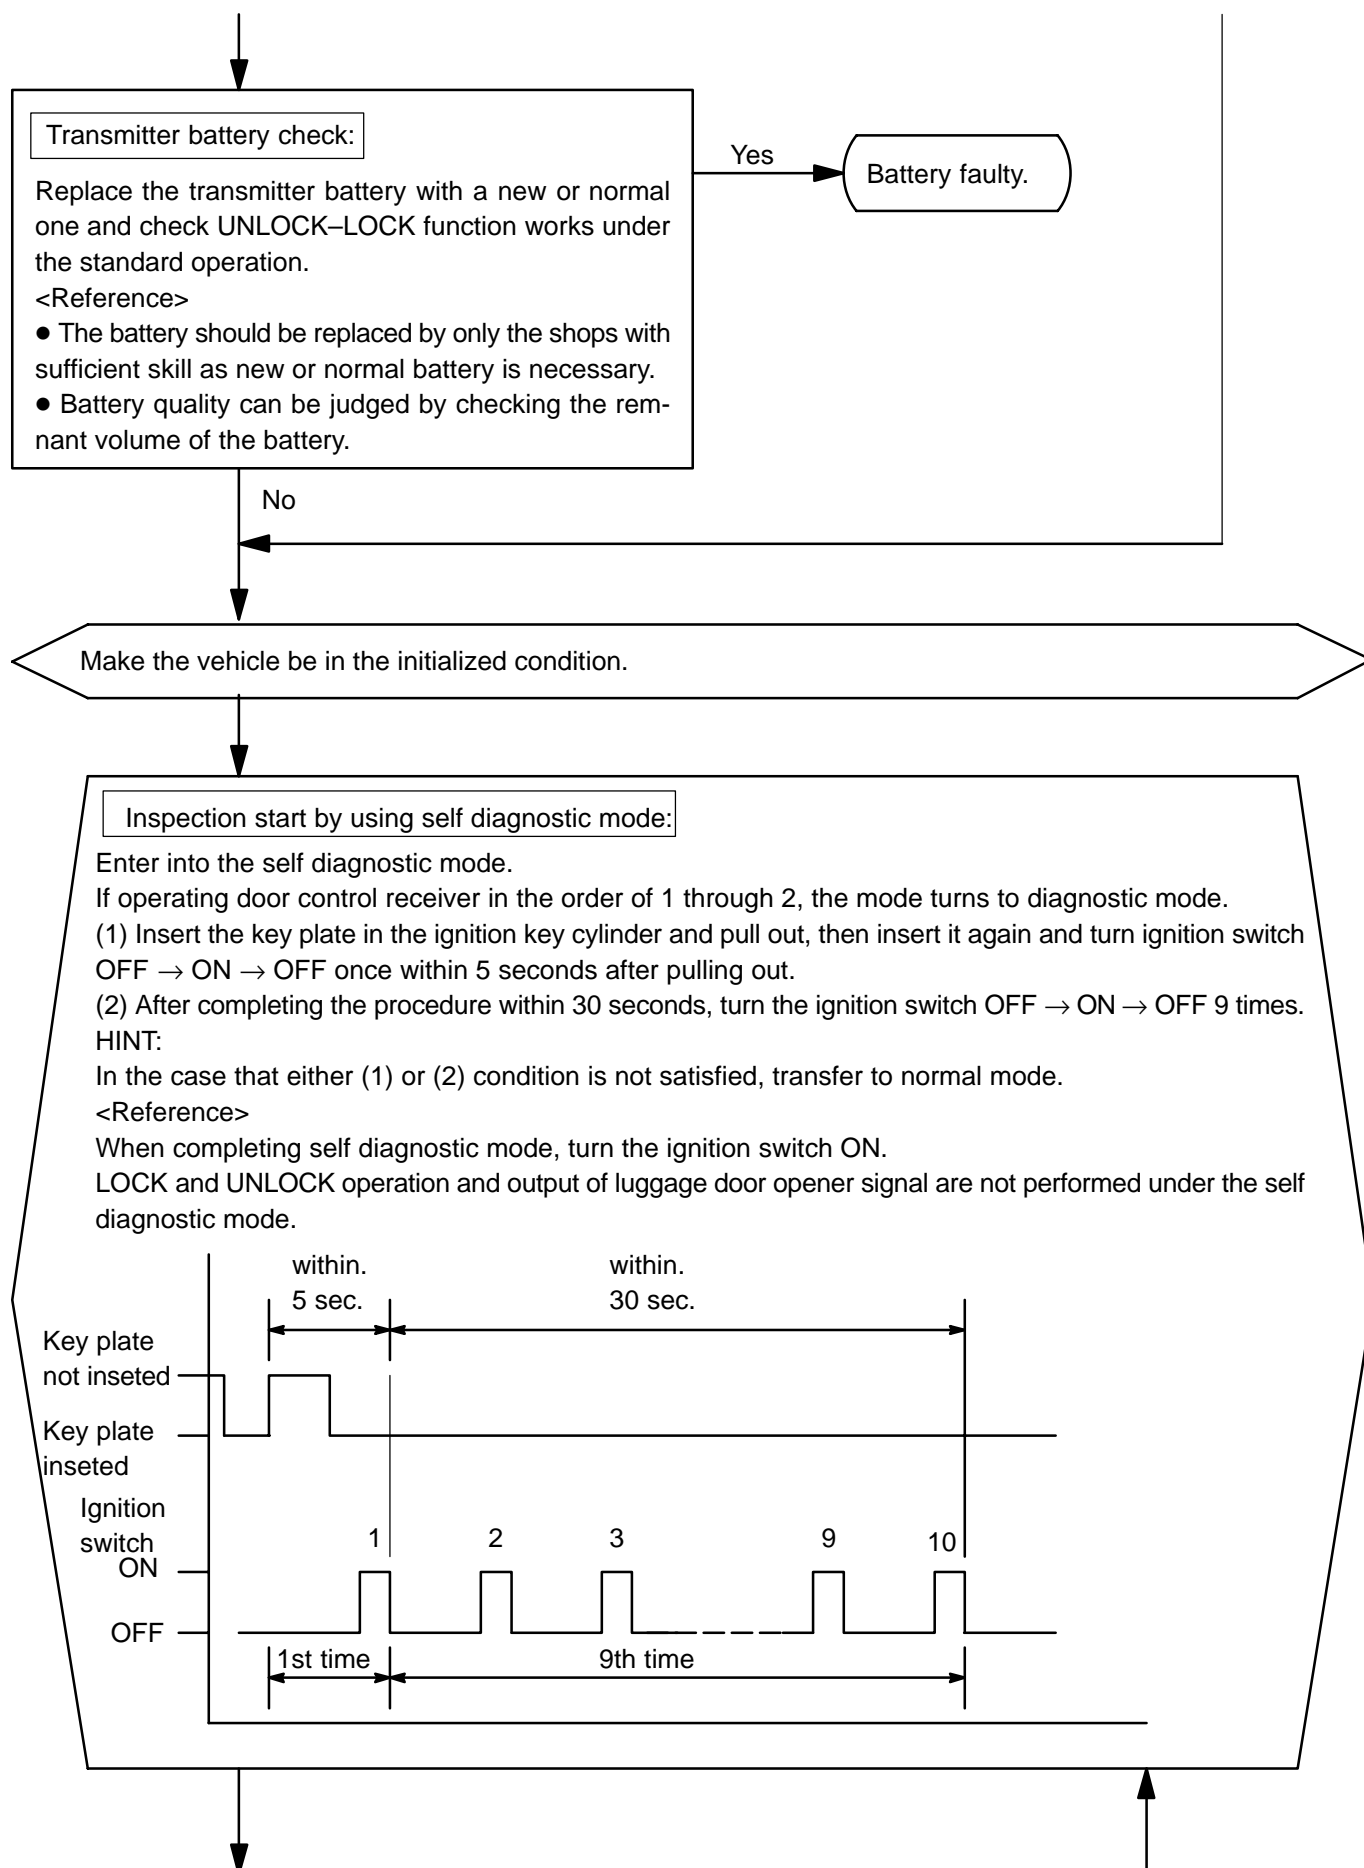 Transmitter battery check:
Yes
Battery faulty.
Replace the transmitter battery with a new or normal
one and check UNLOCK–LOCK function works under
the standard operation.
<Reference>
● The battery should be replaced by only the shops with
sufficient skill as new or normal battery is necessary.
● Battery quality can be judged by checking the rem-
nant volume of the battery.
No
Make the vehicle be in the initialized condition.
Inspection start by using self diagnostic mode:
Enter into the self diagnostic mode.
If operating door control receiver in the order of 1 through 2, the mode turns to diagnostic mode.
(1) Insert the key plate in the ignition key cylinder and pull out, then insert it again and turn ignition switch
OFF → ON → OFF once within 5 seconds after pulling out.
(2) After completing the procedure within 30 seconds, turn the ignition switch OFF → ON → OFF 9 times.
HINT:
In the case that either (1) or (2) condition is not satisfied, transfer to normal mode.
<Reference>
When completing self diagnostic mode, turn the ignition switch ON.
LOCK and UNLOCK operation and output of luggage door opener signal are not performed under the self
diagnostic mode.
within.
5 sec.
within.
30 sec.
Key plate
not inseted
Key plate
inseted
Ignition
switch
ON
OFF
1
2
3
9
10
1st time
9th time